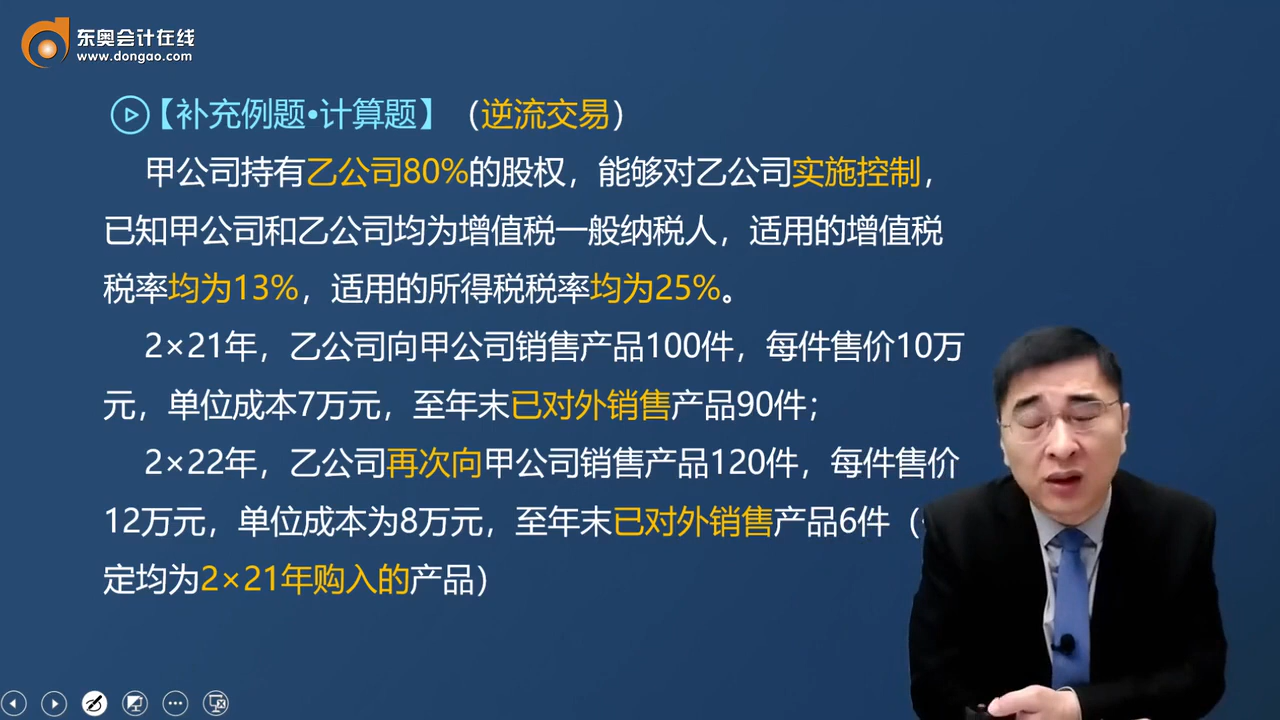 东奥会计在线
www.dongao.com
【补充例题•计算题】（逆流交易）
甲公司持有乙公司80%的股权，能够对乙公司实施控制，
已知甲公司和乙公司均为增值税一般纳税人，适用的增值税
税率均为13%，适用的所得税税率均为25%。
2×21年，乙公司向甲公司销售产品100件，每件售价10万
元，单位成本7万元，至年末已对外销售产品90件；
2×22年，乙公司再次向甲公司销售产品120件，每件售价
12万元，单位成本为8万元，至年末已对外销售产品6件（
定均为2×21年购入的产品）